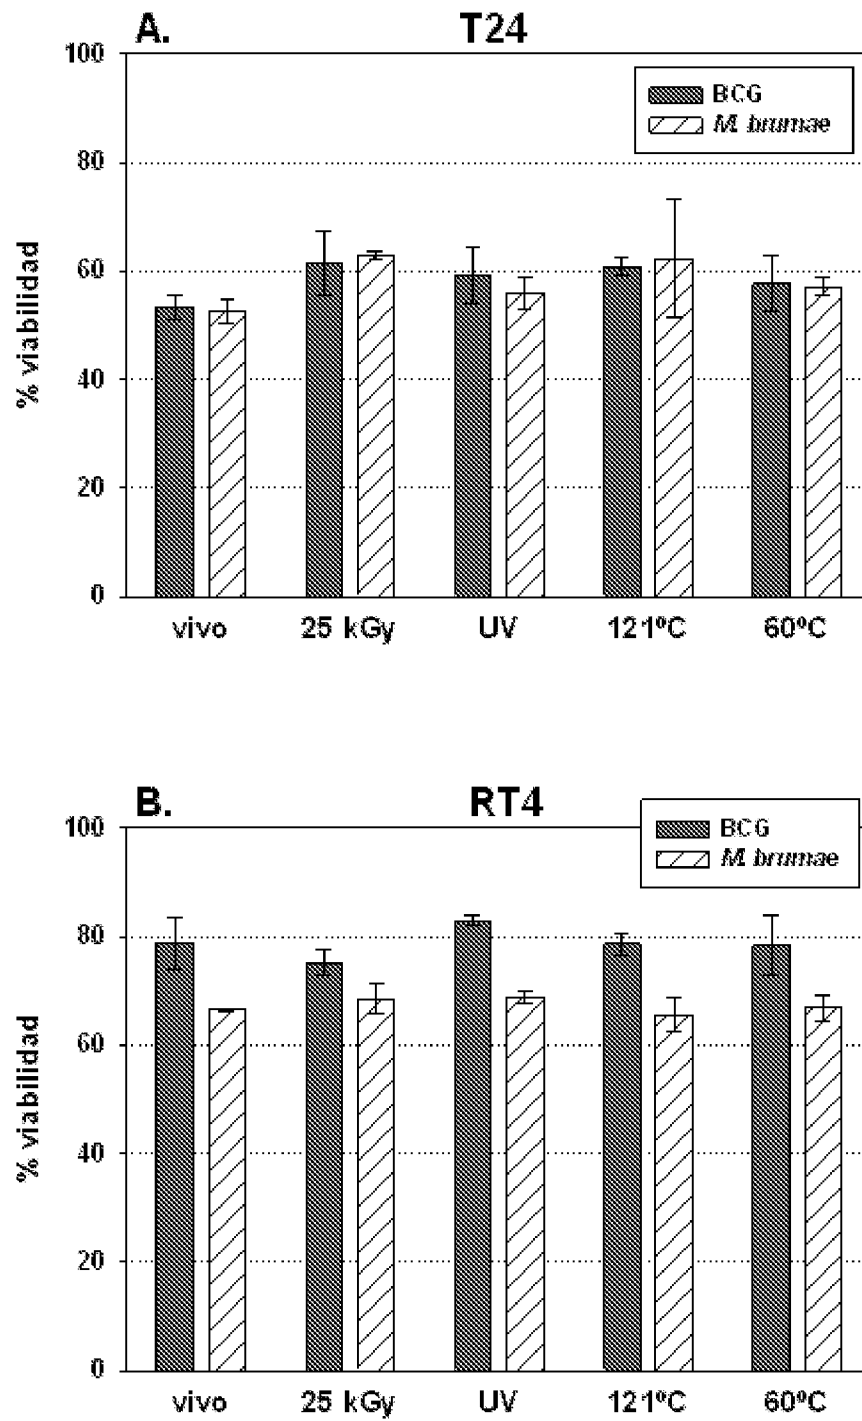 A. T24
100
BCG
M. brumae
80
60
40
20
0
% viabilidad
vivo 25 kGy UV 121ºC 60ºC
B. RT4
100
BCG
M. brumae
80
60
40
20
0
% viabilidad
vivo 25 kGy UV 121ºC 60ºC